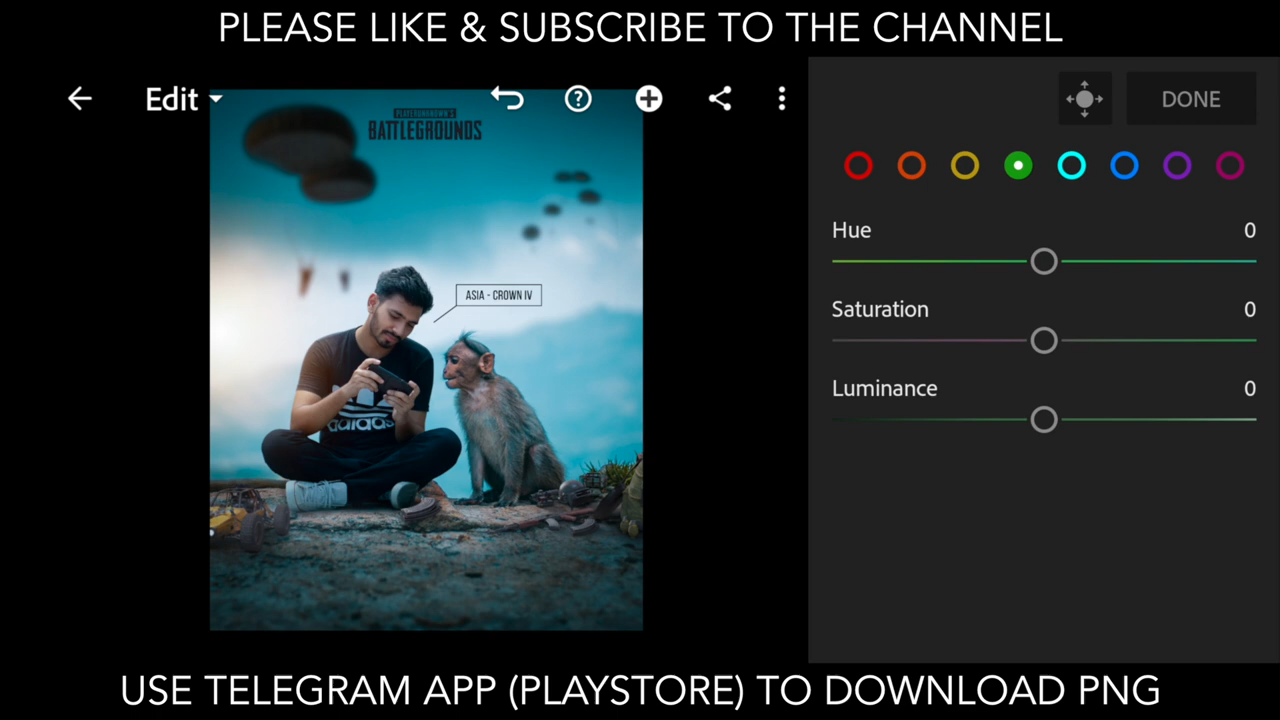 PLEASE LIKE & SUBSCRIBE TO THE CHANNEL
Edit
DONE
PLAYERUNKNOWN'S
BATTLEGROUNDS
ASIA - CROWN IV
adidas
Hue 0
Saturation 0
Luminance 0
USE TELEGRAM APP (PLAYSTORE) TO DOWNLOAD PNG